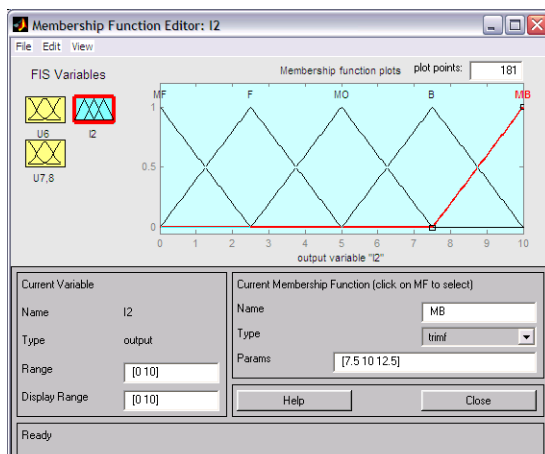 Membership Function Editor: I2
File Edit View
FIS Variables
U6
I2
U7,8
Membership function plots
plot points:
181
MF F MO B MB
1
0.5
0
0 1 2 3 4 5 6 7 8 9 10
output variable "I2"
Current Variable
Name I2
Type output
Range [0 10]
Display Range [0 10]
Current Membership Function (click on MF to select)
Name MB
Type trimf
Params [7.5 10 12.5]
Help Close
Ready